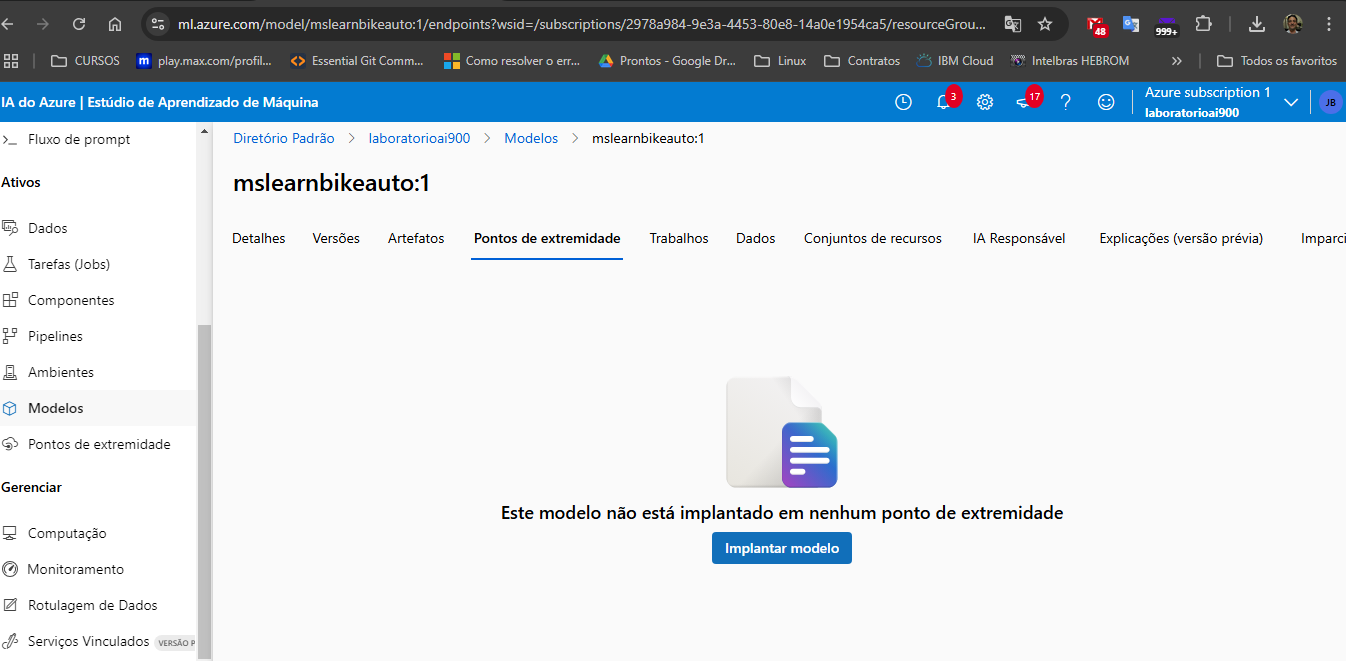 ml.azure.com/model/mslearnbikeauto:1/endpoints?wsid=/subscriptions/2978a984-9e3a-4453-80e8-14a0e1954ca5/resourceGrou...
48
999+
CURSOS
m play.max.com/profil...
Essential Git Comm...
Como resolver o err...
Prontos - Google Dr...
Linux
Contratos
IBM Cloud
Intelbras HEBROM
»
Todos os favoritos
IA do Azure | Estúdio de Aprendizado de Máquina
3
17
Azure subscription 1
laboratorioai900
JB
Fluxo de prompt
Ativos
Dados
Tarefas (Jobs)
Componentes
Pipelines
Ambientes
Modelos
Pontos de extremidade
Gerenciar
Computação
Monitoramento
Rotulagem de Dados
Serviços Vinculados VERSÃO P
Diretório Padrão > laboratorioai900 > Modelos > mslearnbikeauto:1
mslearnbikeauto:1
Detalhes Versões Artefatos Pontos de extremidade Trabalhos Dados Conjuntos de recursos IA Responsável Explicações (versão prévia) Imparci
Este modelo não está implantado em nenhum ponto de extremidade
Implantar modelo